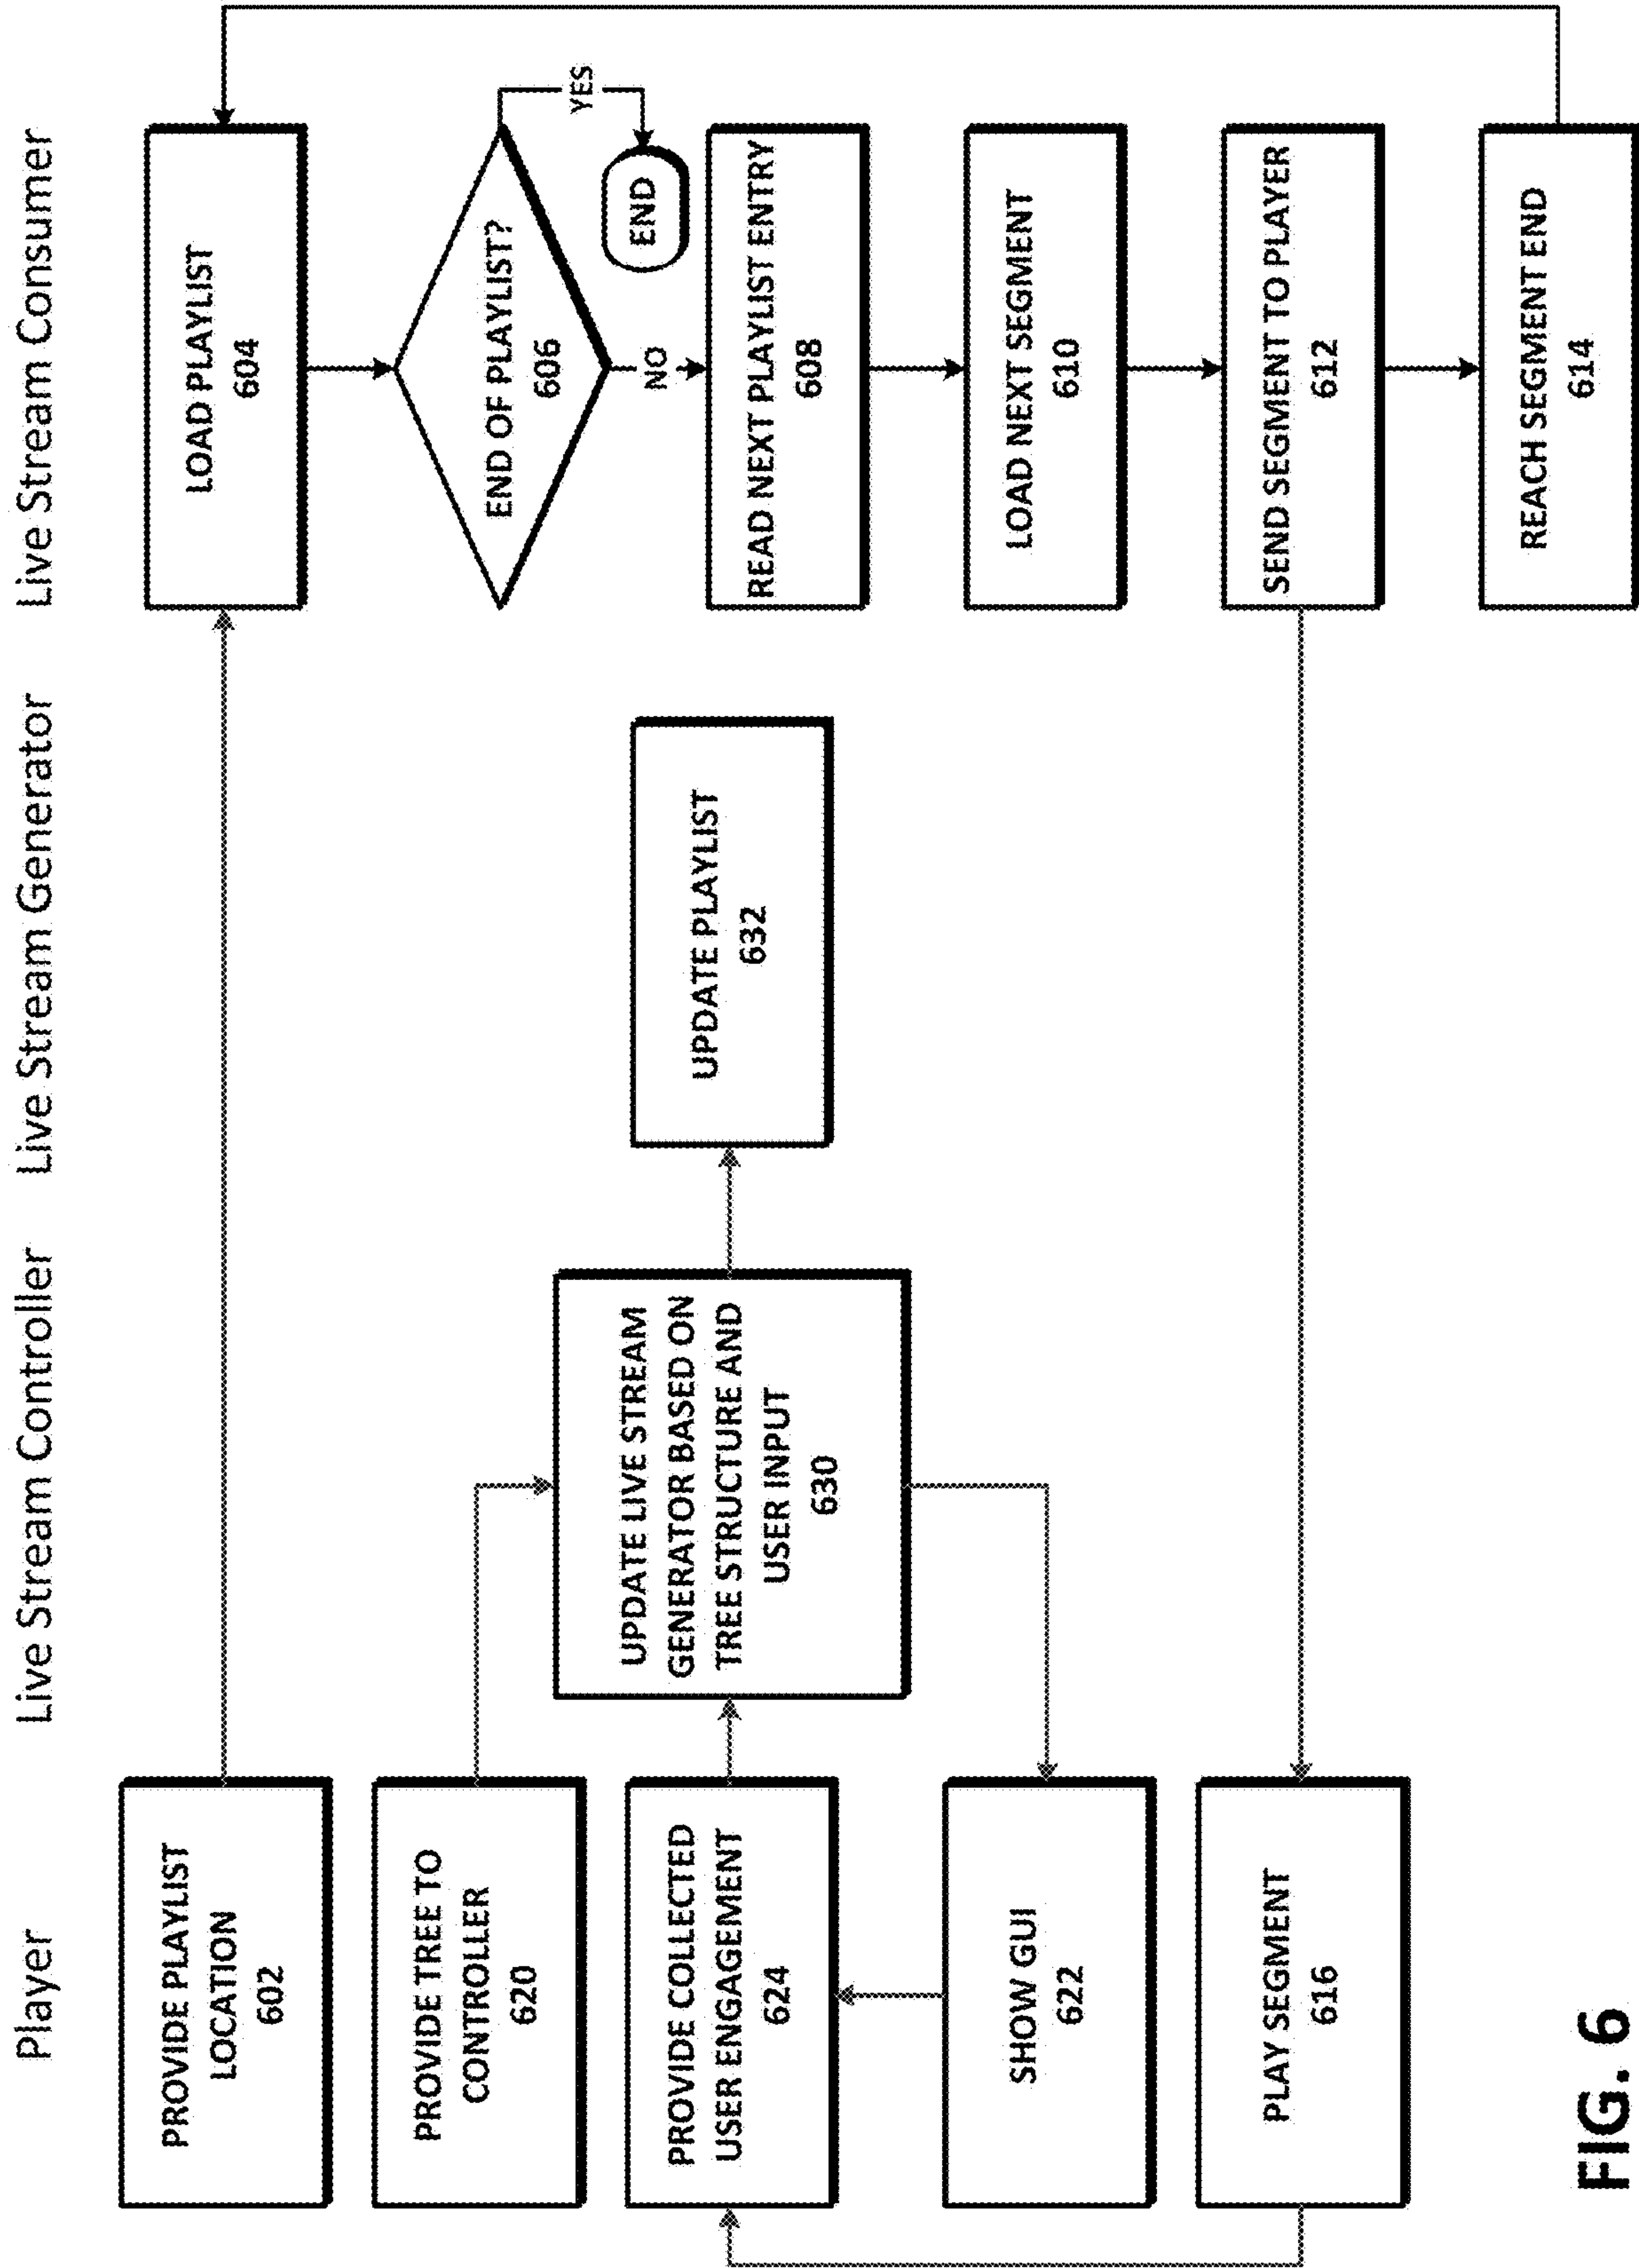 Player
Live Stream Controller
Live Stream Generator
Live Stream Consumer
PROVIDE PLAYLIST
LOCATION
602
PROVIDE TREE TO
CONTROLLER
620
PROVIDE COLLECTED
USER ENGAGEMENT
624
SHOW GUI
622
PLAY SEGMENT
616
UPDATE LIVE STREAM
GENERATOR BASED ON
TREE STRUCTURE AND
USER INPUT
630
UPDATE PLAYLIST
632
LOAD PLAYLIST
604
END OF PLAYLIST?
606
YES
END
NO
READ NEXT PLAYLIST ENTRY
608
LOAD NEXT SEGMENT
610
SEND SEGMENT TO PLAYER
612
REACH SEGMENT END
614
FIG. 6